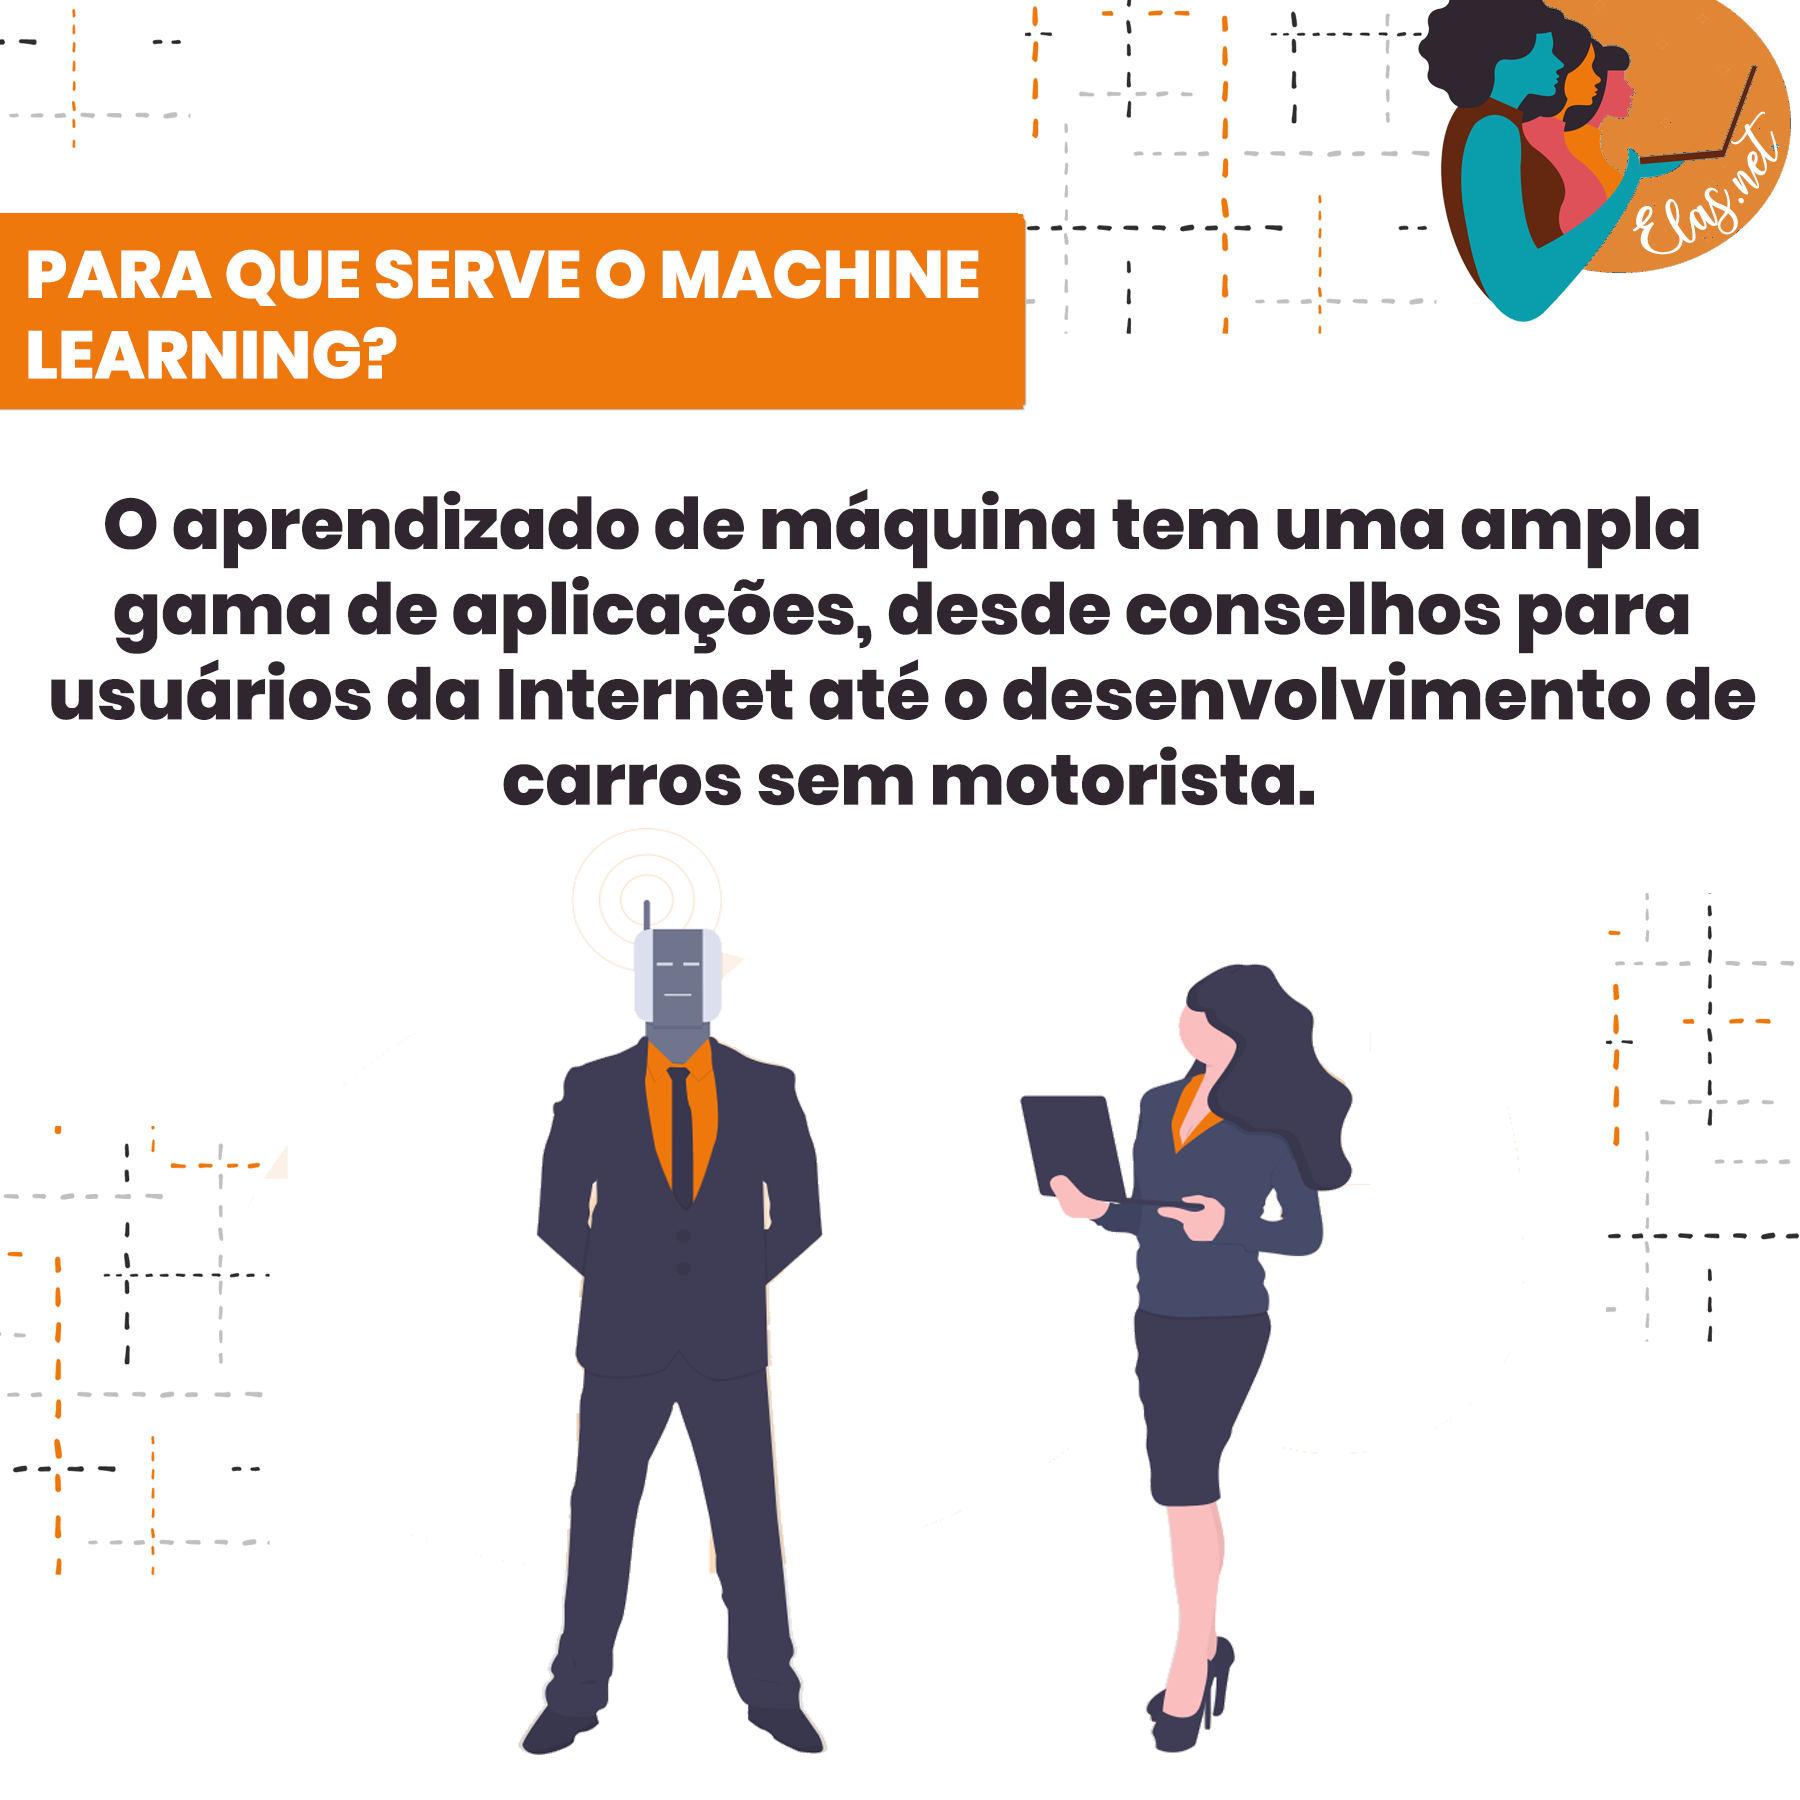 Elas.net
PARA QUE SERVE O MACHINE
LEARNING?
O aprendizado de máquina tem uma ampla
gama de aplicações, desde conselhos para
usuários da Internet até o desenvolvimento de
carros sem motorista.